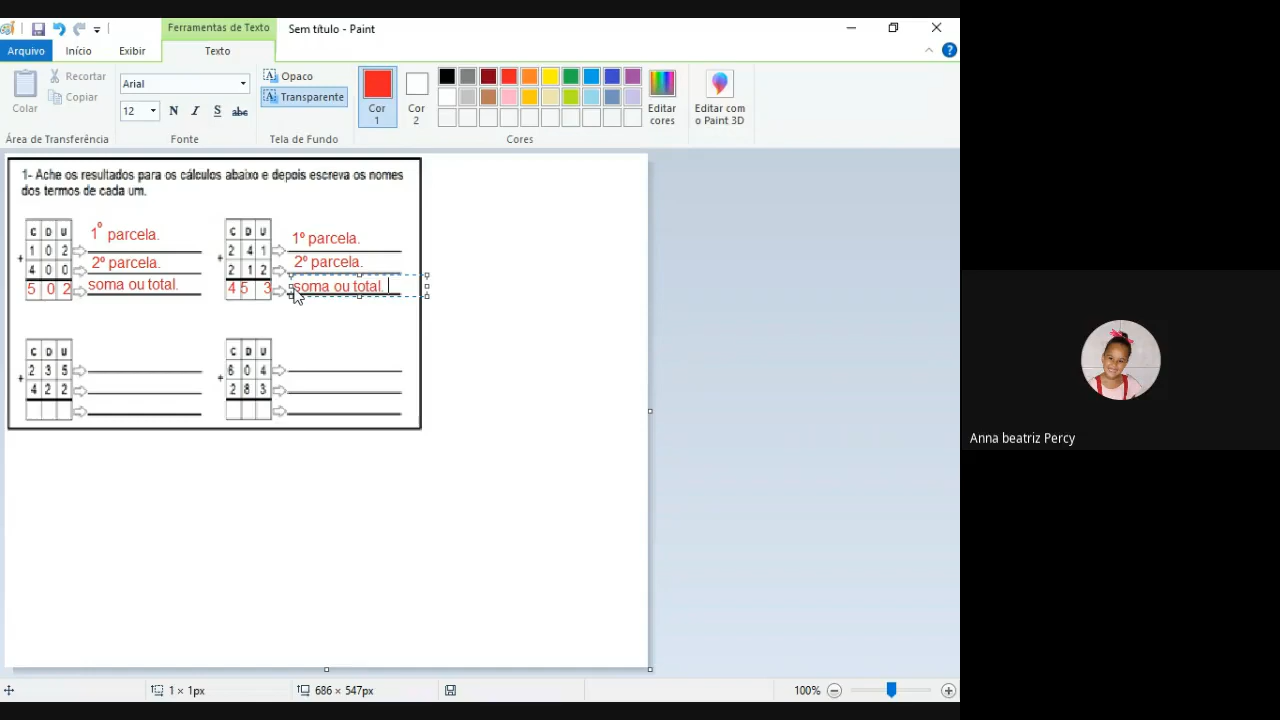 Ferramentas de Texto
Sem título - Paint
Arquivo
Início
Exibir
Texto
Colar
Recortar
Copiar
Área de Transferência
Arial
12
N I S abc
Fonte
Opaco
Transparente
Tela de Fundo
Cor 1
Cor 2
Cores
Editar cores
Editar com o Paint 3D
1- Ache os resultados para os cálculos abaixo e depois escreva os nomes
dos termos de cada um.
C D U
1 0 2 1º parcela.
+ 4 0 0 2º parcela.
5 0 2 soma ou total.
C D U
2 4 1 1º parcela.
+ 2 1 2 2º parcela.
4 5 3 soma ou total.
C D U
2 3 5
+ 4 2 2
C D U
6 0 4
+ 2 8 3
Anna beatriz Percy
1 × 1px
686 × 547px
100%